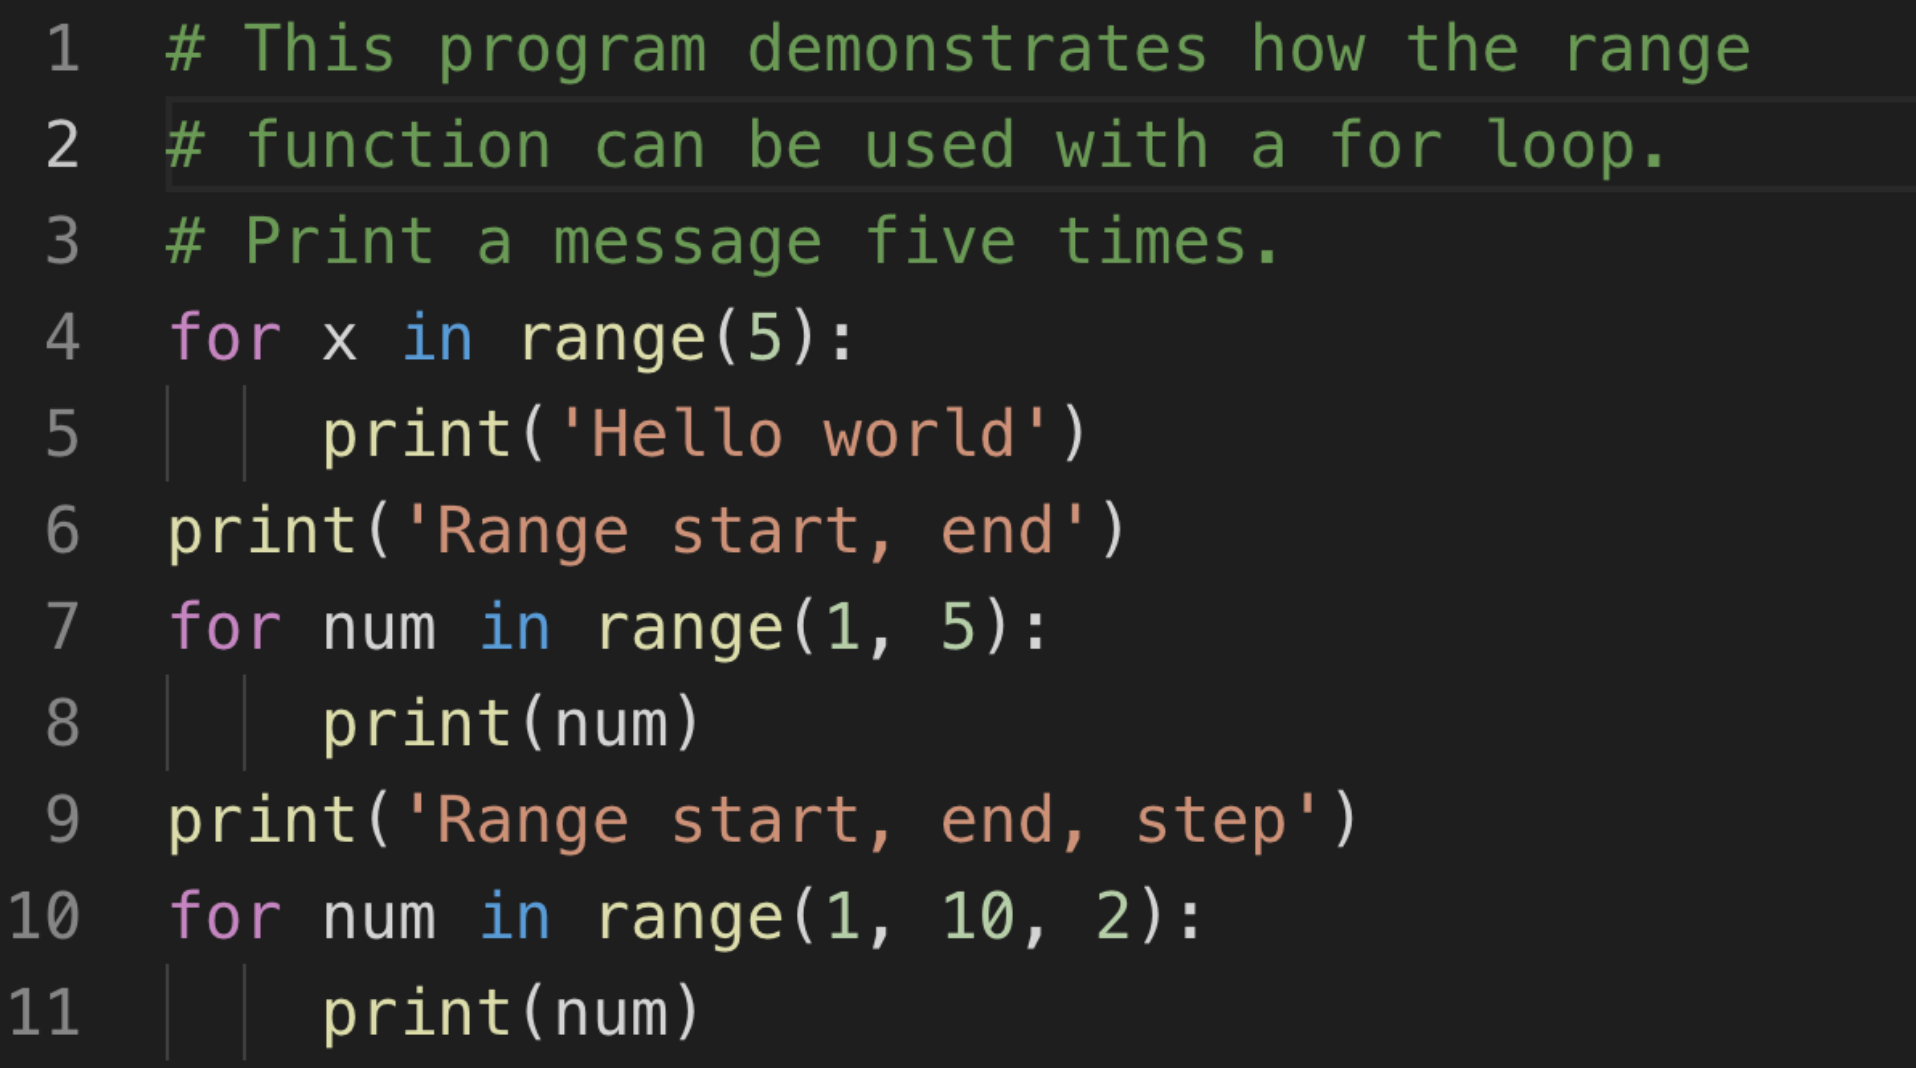 1 # This program demonstrates how the range
2 # function can be used with a for loop.
3 # Print a message five times.
4 for x in range(5):
5         print('Hello world')
6 print('Range start, end')
7 for num in range(1, 5):
8         print(num)
9 print('Range start, end, step')
10 for num in range(1, 10, 2):
11         print(num)